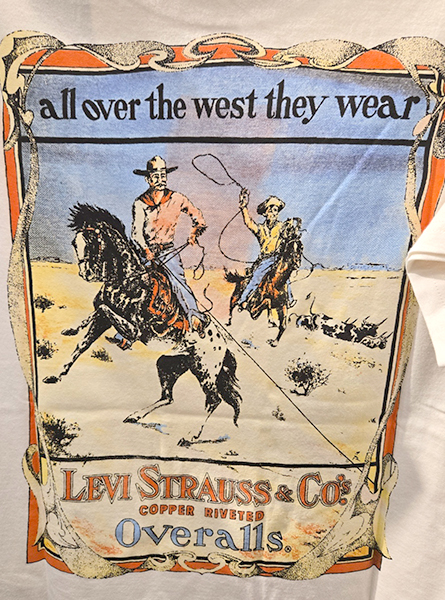 all over the west they wear
LEVI STRAUSS & CO'S
COPPER RIVETED
Overalls.